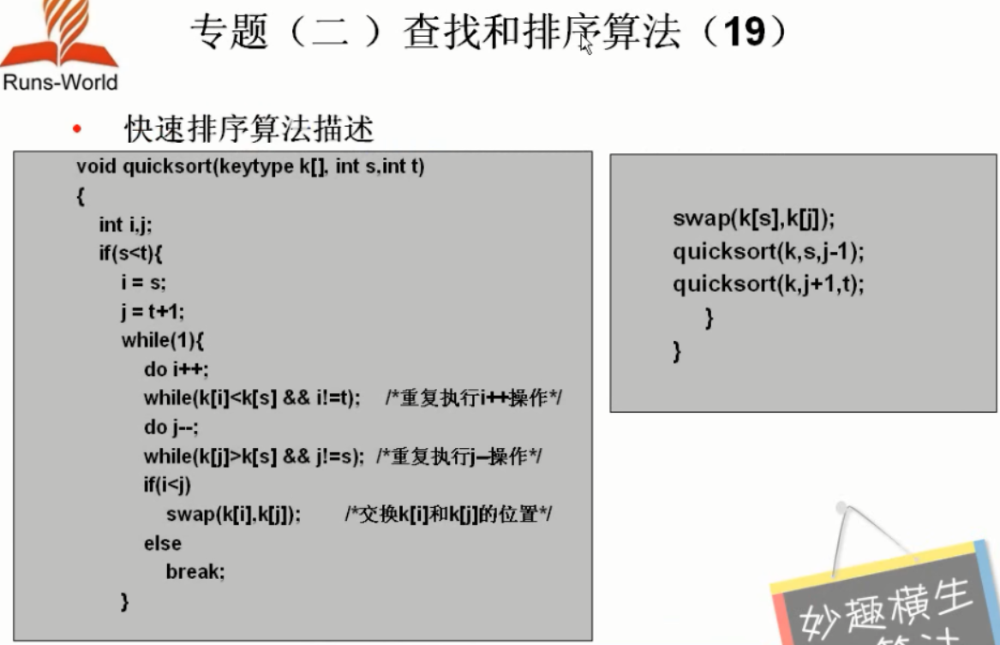 专题（二 ）查找和排序算法（19）
Runs-World
• 快速排序算法描述
void quicksort(keytype k[], int s,int t)
{
int i,j;
if(s<t){
i = s;
j = t+1;
while(1){
do i++;
while(k[i]<k[s] && i!=t); /*重复执行i++操作*/
do j--;
while(k[j]>k[s] && j!=s); /*重复执行j--操作*/
if(i<j)
swap(k[i],k[j]); /*交换k[i]和k[j]的位置*/
else
break;
}
swap(k[s],k[j]);
quicksort(k,s,j-1);
quicksort(k,j+1,t);
}
}
妙趣横生